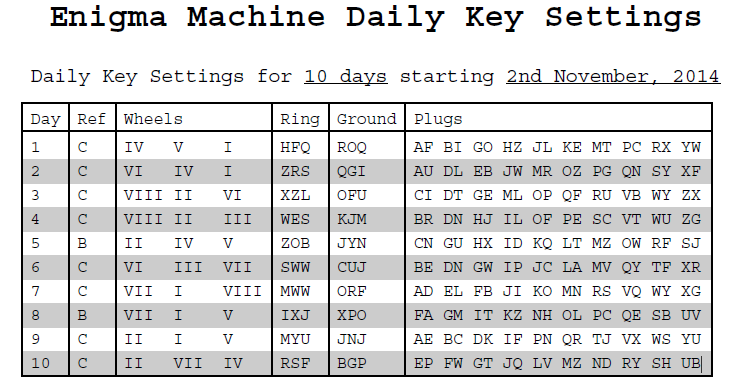 Enigma Machine Daily Key Settings
Daily Key Settings for 10 days starting 2nd November, 2014
Day Ref Wheels Ring Ground Plugs
1 C IV V I HFQ ROQ AF BI GO HZ JL KE MT PC RX YW
2 C VI IV I ZRS QGI AU DL EB JW MR OZ PG QN SY XF
3 C VIII II VI XZL OFU CI DT GE ML OP QF RU VB WY ZX
4 C VIII II III WES KJM BR DN HJ IL OF PE SC VT WU ZG
5 B II IV V ZOB JYN CN GU HX ID KQ LT MZ OW RF SJ
6 C VI III VII SWW CUJ BE DN GW IP JC LA MV QY TF XR
7 C VII I VIII MWW ORF AD EL FB JI KO MN RS VQ WY XG
8 B VII I V IXJ XPO FA GM IT KZ NH OL PC QE SB UV
9 C II I V MYU JNJ AE BC DK IF PN QR TJ VX WS YU
10 C II VII IV RSF BGP EP FW GT JQ LV MZ ND RY SH UB